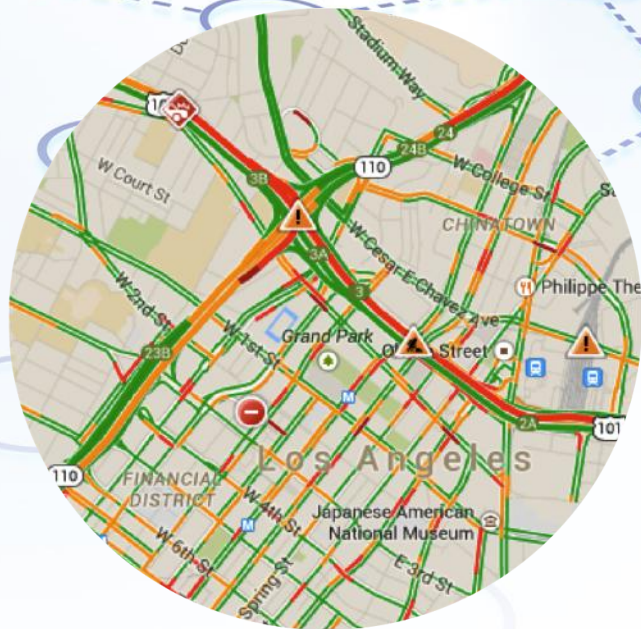 Stadium Way
24
24B
110
W College St
3B
W Court St
CHINATOWN
3A
W Cesar E Chavez Ave
3
Philippe The
W 2nd St
W 1st St
Grand Park
Street
23B
M
2A
101
Los Angeles
110
FINANCIAL
DISTRICT
W 4th St
M
Japanese American
National Museum
W 6th St
Spring St
E 3rd St